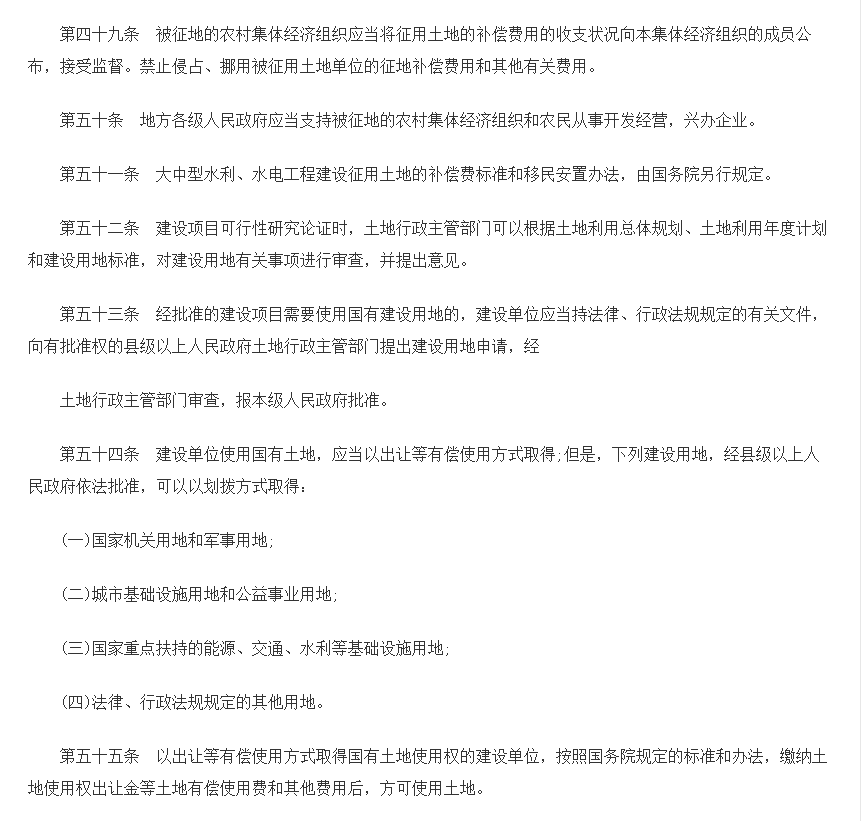 第四十九条　被征地的农村集体经济组织应当将征用土地的补偿费用的收支状况向本集体经济组织的成员公
布，接受监督。禁止侵占、挪用被征用土地单位的征地补偿费用和其他有关费用。
第五十条　地方各级人民政府应当支持被征地的农村集体经济组织和农民从事开发经营，兴办企业。
第五十一条　大中型水利、水电工程建设征用土地的补偿费标准和移民安置办法，由国务院另行规定。
第五十二条　建设项目可行性研究论证时，土地行政主管部门可以根据土地利用总体规划、土地利用年度计划
和建设用地标准，对建设用地有关事项进行审查，并提出意见。
第五十三条　经批准的建设项目需要使用国有建设用地的，建设单位应当持法律、行政法规规定的有关文件，
向有批准权的县级以上人民政府土地行政主管部门提出建设用地申请，经
土地行政主管部门审查，报本级人民政府批准。
第五十四条　建设单位使用国有土地，应当以出让等有偿使用方式取得;但是，下列建设用地，经县级以上人
民政府依法批准，可以以划拨方式取得：
(一)国家机关用地和军事用地;
(二)城市基础设施用地和公益事业用地;
(三)国家重点扶持的能源、交通、水利等基础设施用地;
(四)法律、行政法规规定的其他用地。
第五十五条　以出让等有偿使用方式取得国有土地使用权的建设单位，按照国务院规定的标准和办法，缴纳土
地使用权出让金等土地有偿使用费和其他费用后，方可使用土地。